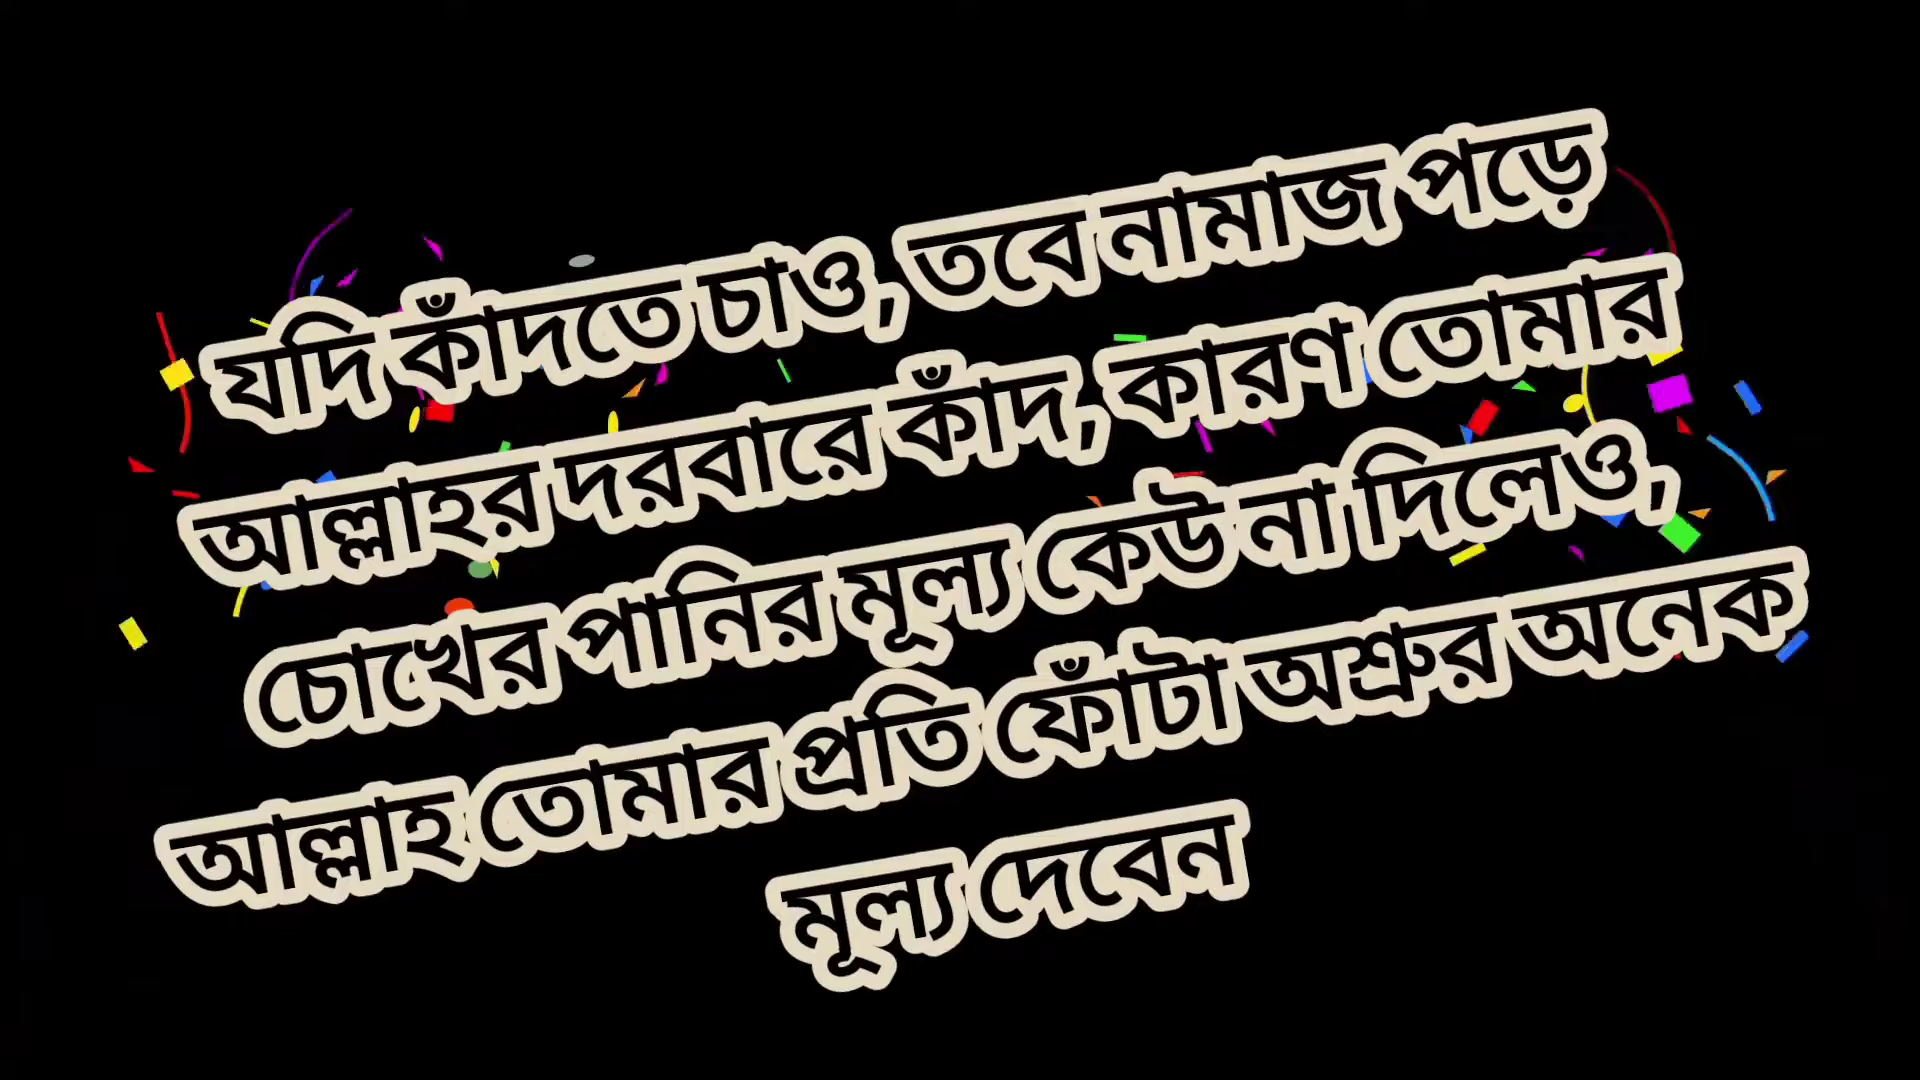 যদি কাঁদতে চাও, তবে নামাজ পড়ে
আল্লাহর দরবারে কাঁদ, কারণ তোমার
চোখের পানির মূল্য কেউ না দিলেও,
আল্লাহ তোমার প্রতি ফোঁটা অশ্রুর অনেক
মূল্য দেবেন